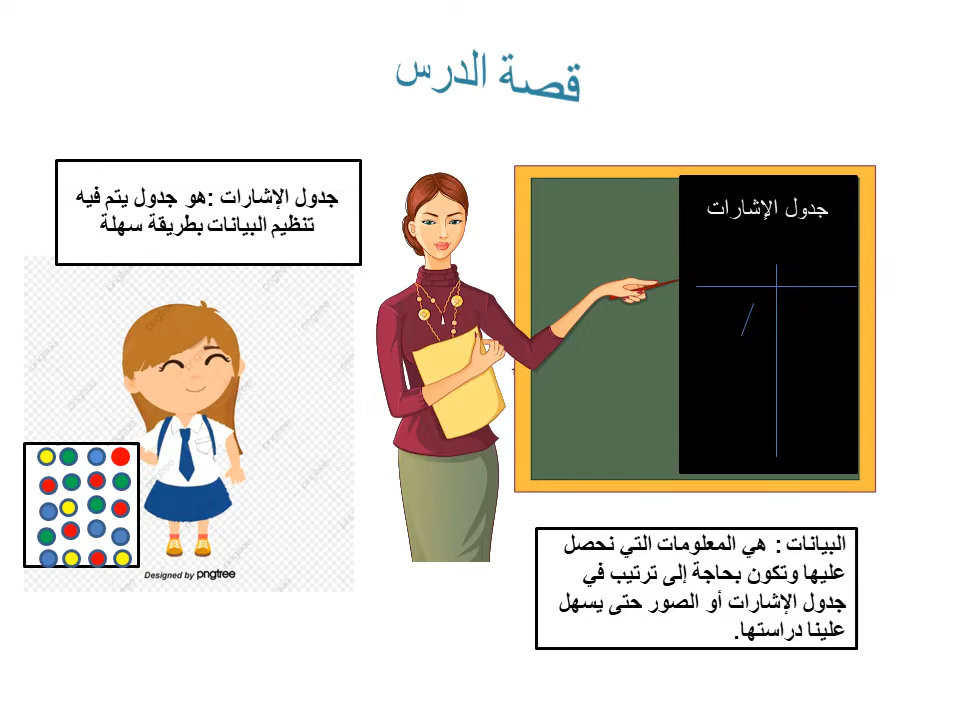 قصة الدرس
جدول الإشارات :هو جدول يتم فيه
تنظيم البيانات بطريقة سهلة
جدول الإشارات
البيانات : هي المعلومات التي نحصل
عليها وتكون بحاجة إلى ترتيب في
جدول الإشارات أو الصور حتى يسهل
علينا دراستها.
Designed by pngtree